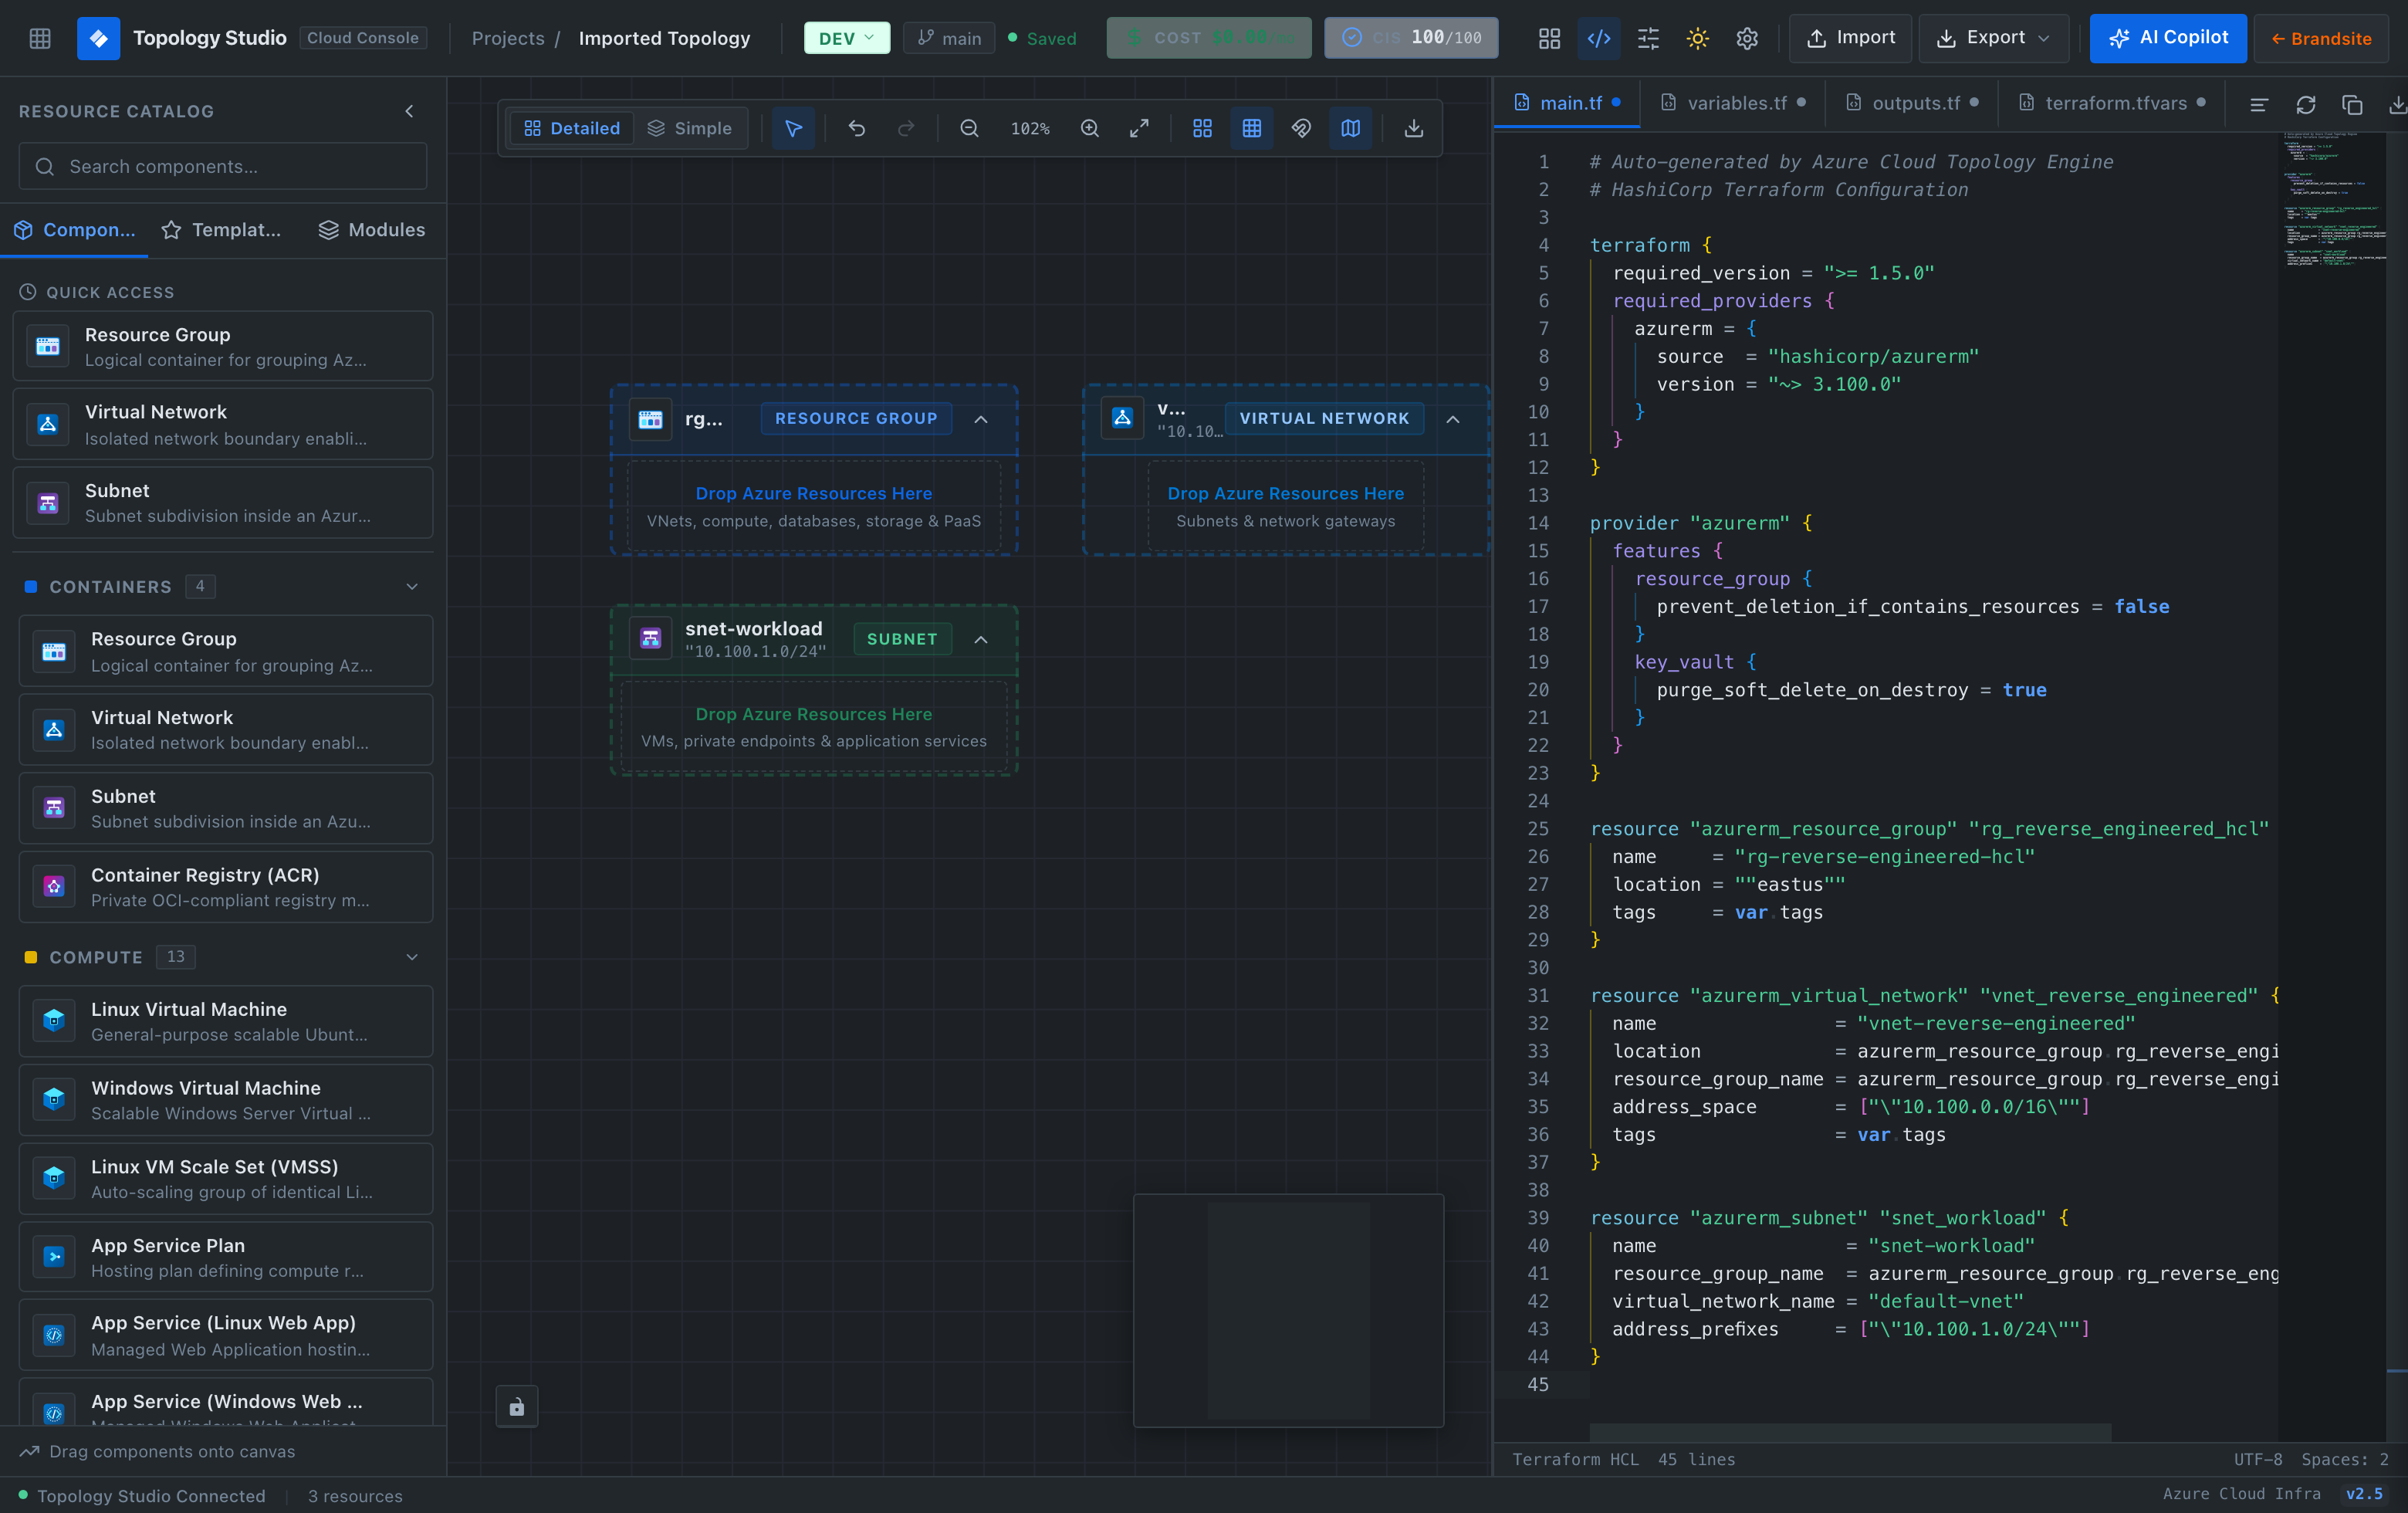 Topology Studio
Cloud Console
Projects / Imported Topology
DEV
main
Saved
COST $0.00/mo
CIS 100/100
Import
Export
AI Copilot
← Brandsite
RESOURCE CATALOG
Search components...
Compon...
Templat...
Modules
QUICK ACCESS
Resource Group
Logical container for grouping Az...
Virtual Network
Isolated network boundary enabli...
Subnet
Subnet subdivision inside an Azur...
CONTAINERS 4
Resource Group
Logical container for grouping Az...
Virtual Network
Isolated network boundary enabl...
Subnet
Subnet subdivision inside an Azu...
Container Registry (ACR)
Private OCI-compliant registry m...
COMPUTE 13
Linux Virtual Machine
General-purpose scalable Ubunt...
Windows Virtual Machine
Scalable Windows Server Virtual ...
Linux VM Scale Set (VMSS)
Auto-scaling group of identical Li...
App Service Plan
Hosting plan defining compute r...
App Service (Linux Web App)
Managed Web Application hostin...
App Service (Windows Web ...
Managed Windows Web Applicat...
Drag components onto canvas
Detailed
Simple
102%
rg...
RESOURCE GROUP
Drop Azure Resources Here
VNets, compute, databases, storage & PaaS
v...
"10.10...
VIRTUAL NETWORK
Drop Azure Resources Here
Subnets & network gateways
snet-workload
"10.100.1.0/24"
SUBNET
Drop Azure Resources Here
VMs, private endpoints & application services
main.tf
variables.tf
outputs.tf
terraform.tfvars
1 # Auto-generated by Azure Cloud Topology Engine
2 # HashiCorp Terraform Configuration
3
4 terraform {
5 required_version = ">= 1.5.0"
6 required_providers {
7 azurerm = {
8 source  = "hashicorp/azurerm"
9 version = "~> 3.100.0"
10 }
11 }
12 }
13
14 provider "azurerm" {
15 features {
16 resource_group {
17 prevent_deletion_if_contains_resources = false
18 }
19 key_vault {
20 purge_soft_delete_on_destroy = true
21 }
22 }
23 }
24
25 resource "azurerm_resource_group" "rg_reverse_engineered_hcl"
26 name     = "rg-reverse-engineered-hcl"
27 location = ""eastus""
28 tags     = var.tags
29 }
30
31 resource "azurerm_virtual_network" "vnet_reverse_engineered" {
32 name                = "vnet-reverse-engineered"
33 location            = azurerm_resource_group.rg_reverse_engi
34 resource_group_name = azurerm_resource_group.rg_reverse_engi
35 address_space       = ["\"10.100.0.0/16\""]
36 tags                = var.tags
37 }
38
39 resource "azurerm_subnet" "snet_workload" {
40 name                 = "snet-workload"
41 resource_group_name  = azurerm_resource_group.rg_reverse_eng
42 virtual_network_name = "default-vnet"
43 address_prefixes     = ["\"10.100.1.0/24\""]
44 }
45
Terraform HCL 45 lines
UTF-8 Spaces: 2
Topology Studio Connected
3 resources
Azure Cloud Infra v2.5